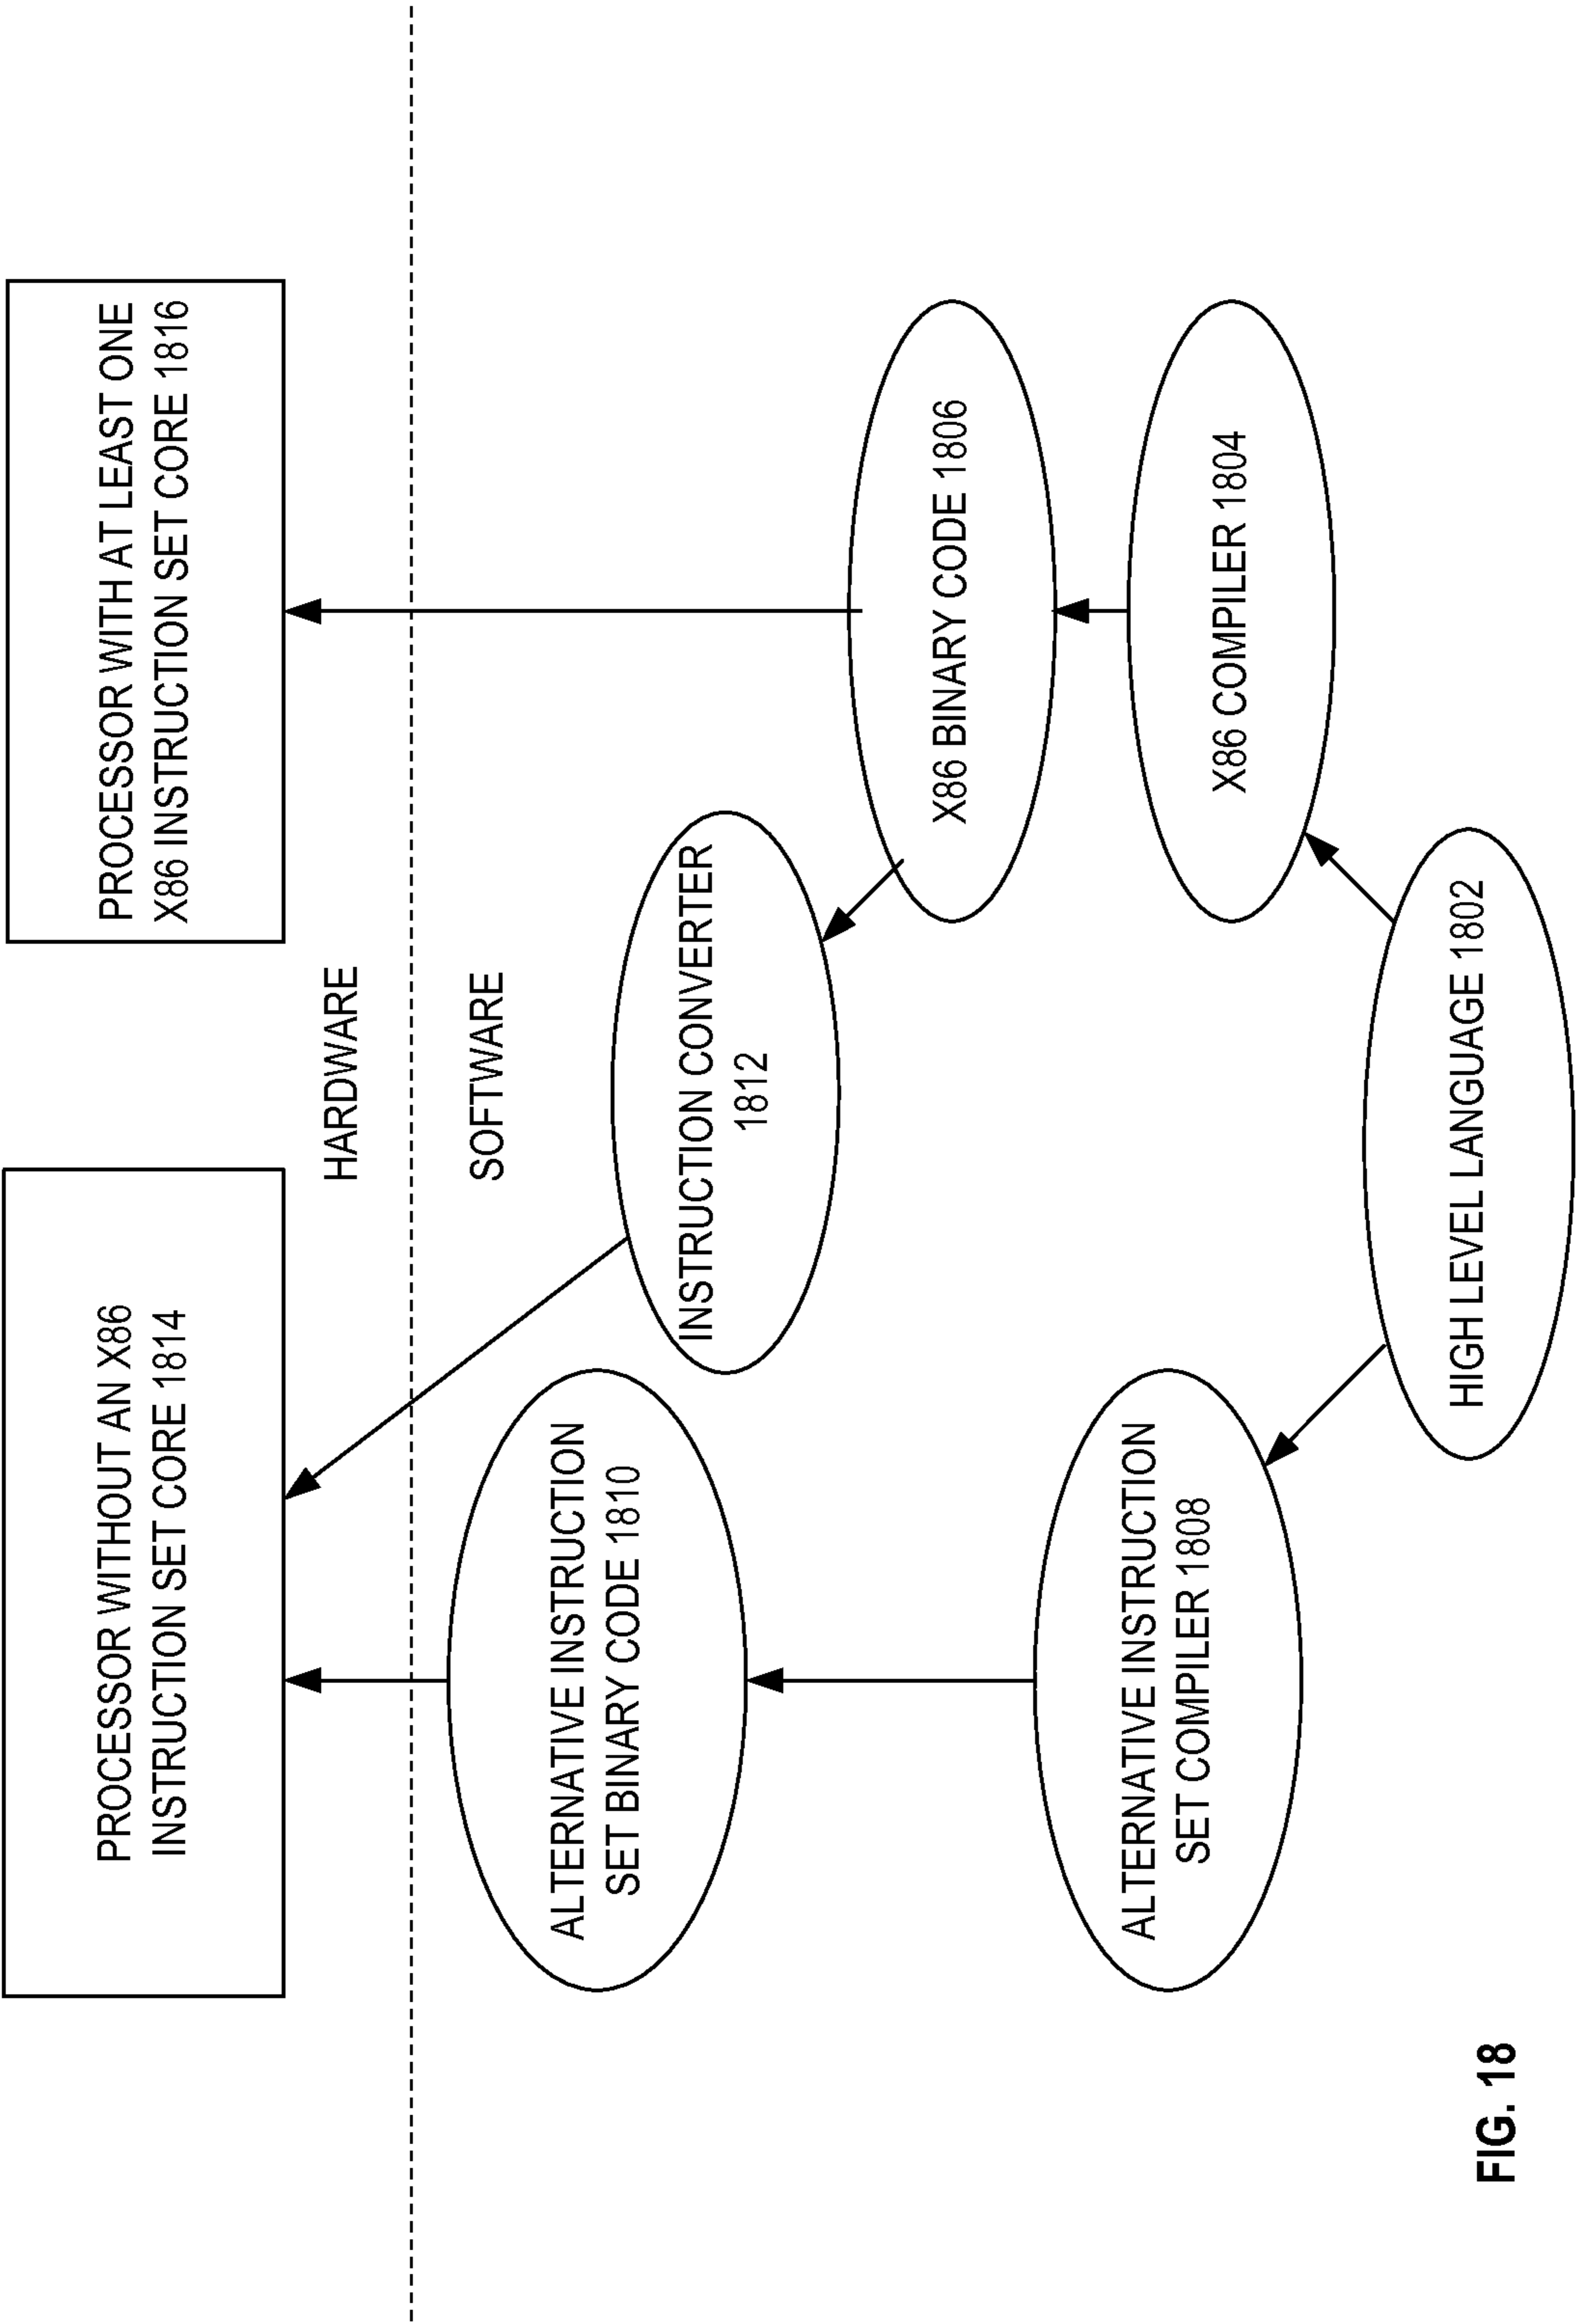 PROCESSOR WITHOUT AN X86
INSTRUCTION SET CORE 1814
PROCESSOR WITH AT LEAST ONE
X86 INSTRUCTION SET CORE 1816
HARDWARE
SOFTWARE
ALTERNATIVE INSTRUCTION
SET BINARY CODE 1810
INSTRUCTION CONVERTER
1812
X86 BINARY CODE 1806
ALTERNATIVE INSTRUCTION
SET COMPILER 1808
X86 COMPILER 1804
HIGH LEVEL LANGUAGE 1802
FIG. 18